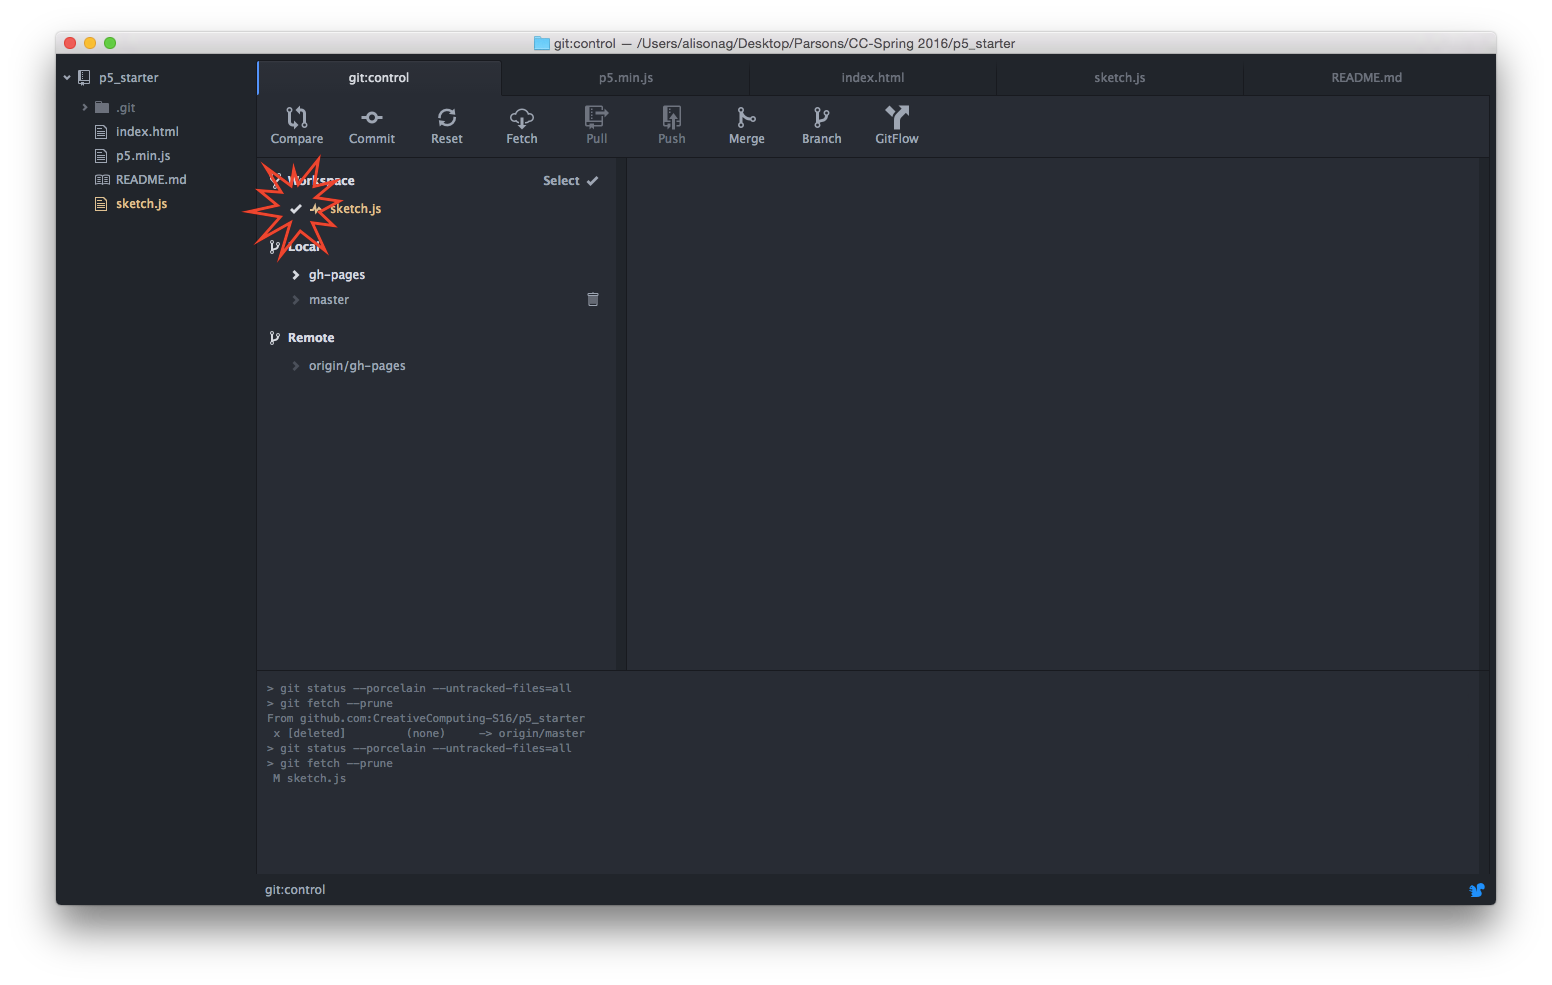 git:control — /Users/alisonag/Desktop/Parsons/CC-Spring 2016/p5_starter
p5_starter
.git
index.html
p5.min.js
README.md
sketch.js
git:control
p5.min.js
index.html
sketch.js
README.md
Compare
Commit
Reset
Fetch
Pull
Push
Merge
Branch
GitFlow
Workspace
Select
sketch.js
Local
gh-pages
master
Remote
origin/gh-pages
> git status --porcelain --untracked-files=all
> git fetch --prune
From github.com:CreativeComputing-S16/p5_starter
x [deleted] (none) -> origin/master
> git status --porcelain --untracked-files=all
> git fetch --prune
M sketch.js
git:control